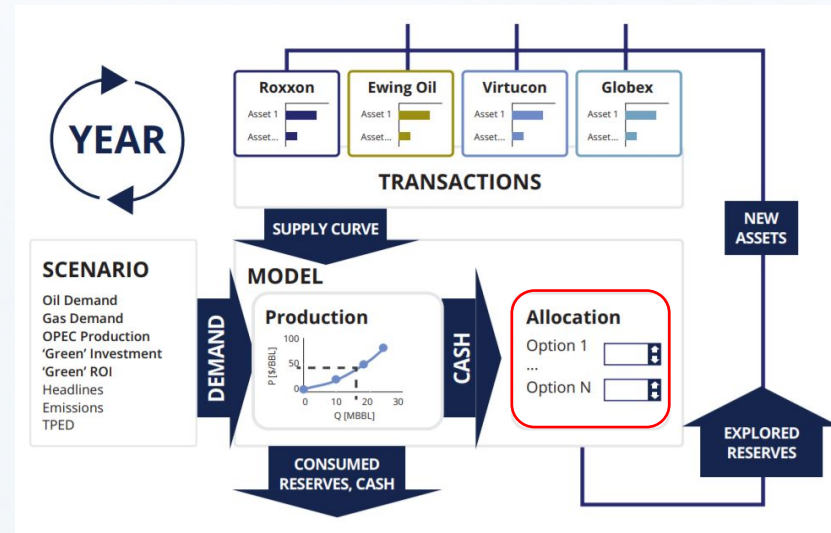 YEAR
Roxxon
Asset 1
Asset...
Ewing Oil
Asset 1
Asset...
Virtucon
Asset 1
Asset...
Globex
Asset 1
Asset...
TRANSACTIONS
SUPPLY CURVE
NEW
ASSETS
SCENARIO
Oil Demand
Gas Demand
OPEC Production
‘Green’ Investment
‘Green’ ROI
Headlines
Emissions
TPED
DEMAND
MODEL
Production
P [$/BBL]
100
50
0
0 10 20 30
Q [MBBL]
CASH
Allocation
Option 1
...
Option N
EXPLORED
RESERVES
CONSUMED
RESERVES, CASH